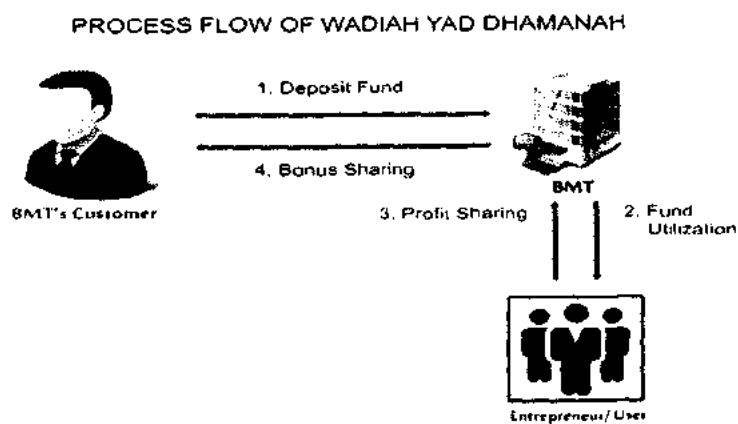 PROCESS FLOW OF WADIAH YAD DHAMANAH
1. Deposit Fund
4. Bonus Sharing
BMT's Customer
BMT
3. Profit Sharing
2. Fund
Utilization
Entrepreneur/User